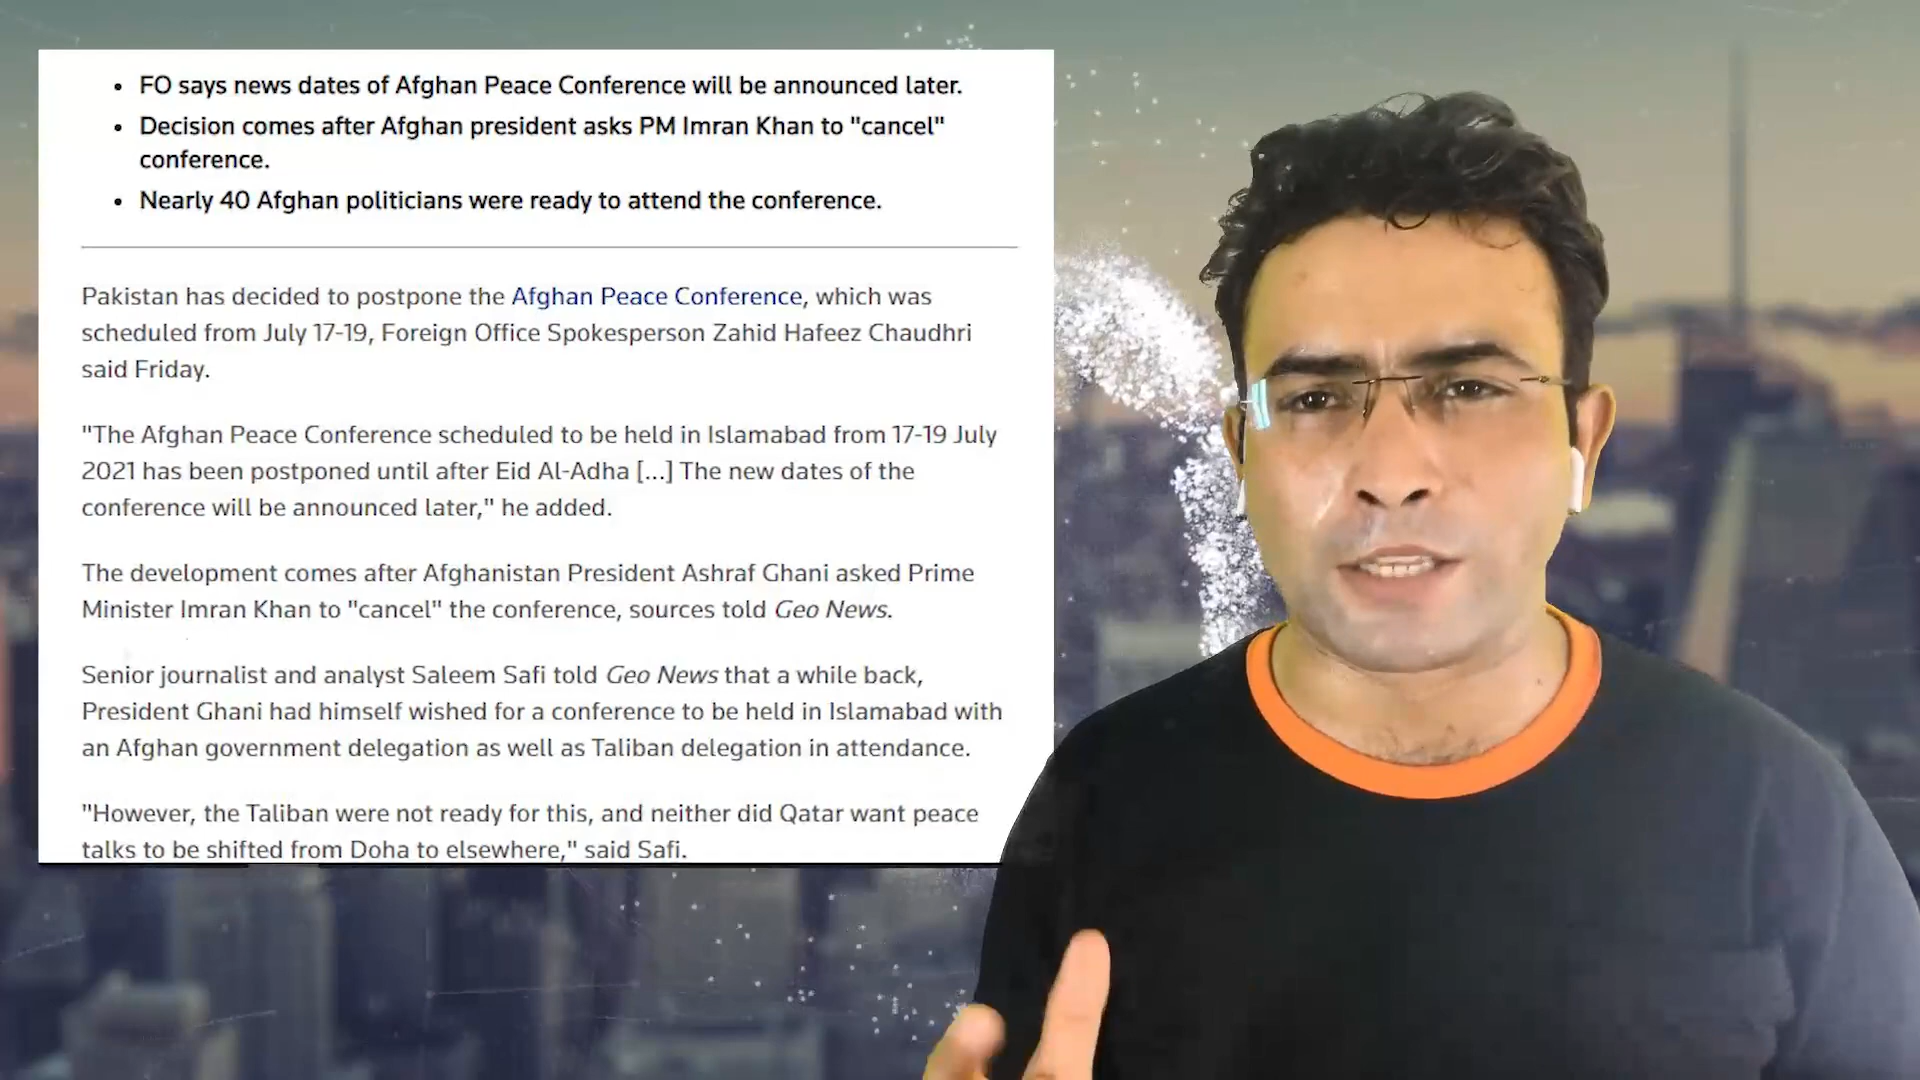 FO says news dates of Afghan Peace Conference will be announced later.
Decision comes after Afghan president asks PM Imran Khan to "cancel"
conference.
Nearly 40 Afghan politicians were ready to attend the conference.
Pakistan has decided to postpone the Afghan Peace Conference, which was
scheduled from July 17-19, Foreign Office Spokesperson Zahid Hafeez Chaudhri
said Friday.
"The Afghan Peace Conference scheduled to be held in Islamabad from 17-19 July
2021 has been postponed until after Eid Al-Adha [...] The new dates of the
conference will be announced later," he added.
The development comes after Afghanistan President Ashraf Ghani asked Prime
Minister Imran Khan to "cancel" the conference, sources told Geo News.
Senior journalist and analyst Saleem Safi told Geo News that a while back,
President Ghani had himself wished for a conference to be held in Islamabad with
an Afghan government delegation as well as Taliban delegation in attendance.
"However, the Taliban were not ready for this, and neither did Qatar want peace
talks to be shifted from Doha to elsewhere," said Safi.